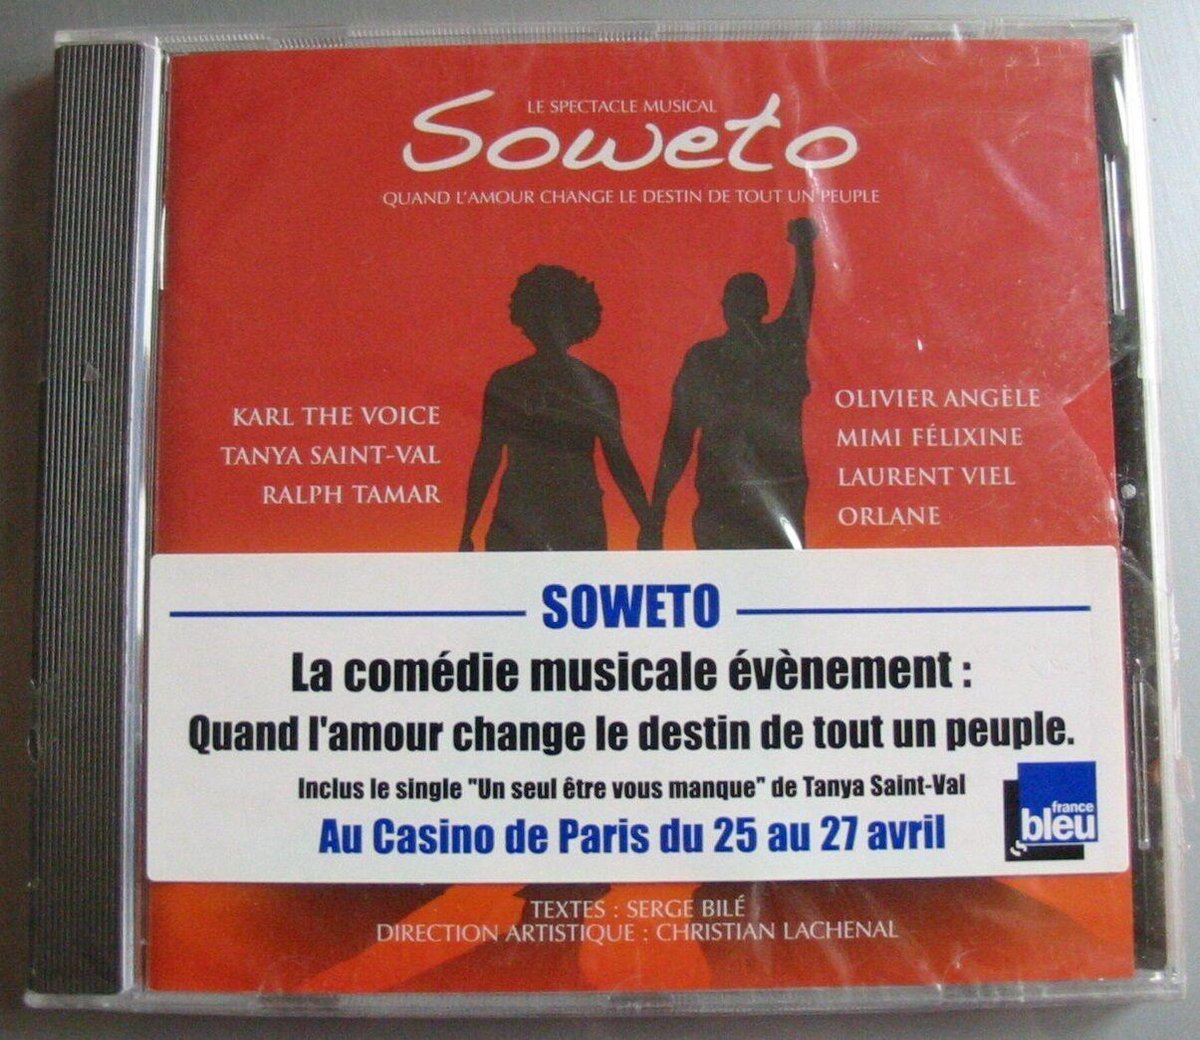 LE SPECTACLE MUSICAL
Soweto
QUAND L'AMOUR CHANGE LE DESTIN DE TOUT UN PEUPLE
KARL THE VOICE
TANYA SAINT-VAL
RALPH TAMAR
OLIVIER ANGÈLE
MIMI FÉLIXINE
LAURENT VIEL
ORLANE
SOWETO
La comédie musicale évènement :
Quand l'amour change le destin de tout un peuple.
Inclus le single "Un seul être vous manque" de Tanya Saint-Val
Au Casino de Paris du 25 au 27 avril
france
bleu
TEXTES : SERGE BILÉ
DIRECTION ARTISTIQUE : CHRISTIAN LACHENAL